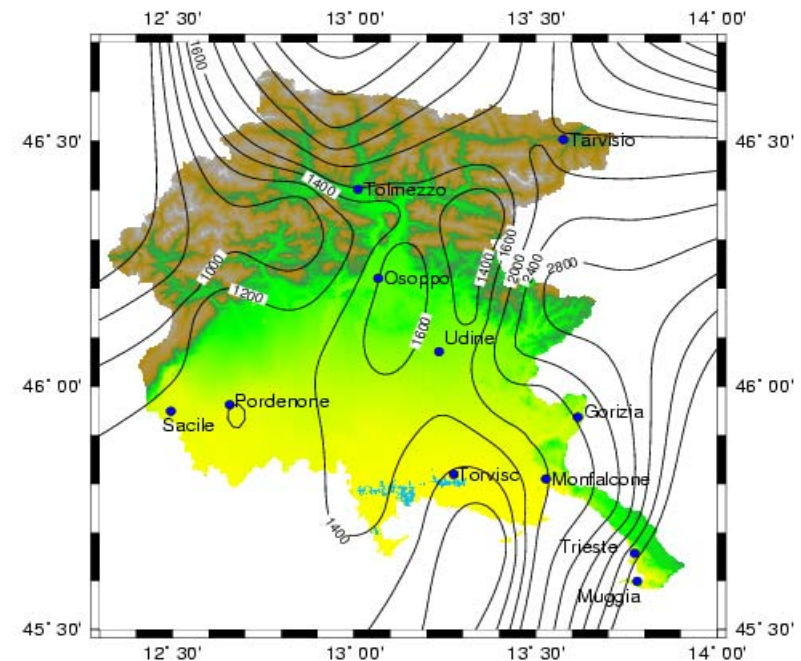 12˚ 30' 13˚ 00' 13˚ 30' 14˚ 00'
1600
46˚ 30' Tarvisio 46˚ 30'
1400 Tolmezzo
1600
1000 Osoppo 1400 2000 2400 2800
1200
1600 Udine
46˚ 00' 46˚ 00'
Pordenone Gorizia
Sacile
Torvisc Monfalcone
1400
Trieste
Muggia
45˚ 30' 45˚ 30'
12˚ 30' 13˚ 00' 13˚ 30' 14˚ 00'